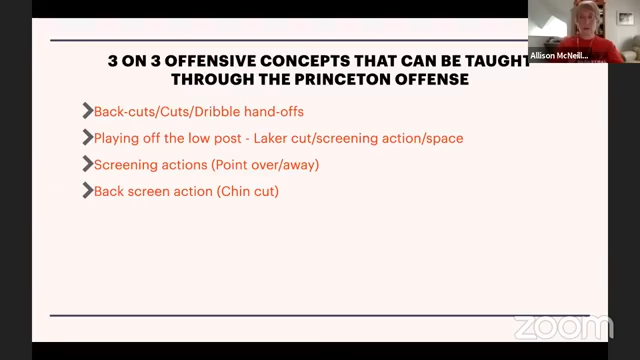 3 ON 3 OFFENSIVE CONCEPTS THAT CAN BE TAUGHT
THROUGH THE PRINCETON OFFENSE
Back-cuts/Cuts/Dribble hand-offs
Playing off the low post - Laker cut/screening action/space
Screening actions (Point over/away)
Back screen action (Chin cut)
Allison McNeill...
zoom